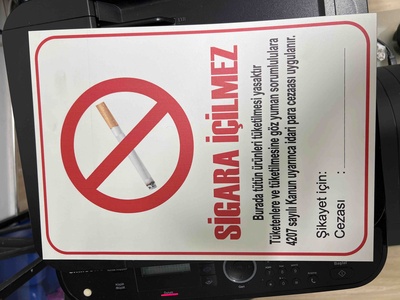 SİGARA İÇİLMEZ
Burada tütün ürünleri tüketilmesi yasaktır
Tüketenlere ve tüketilmesine göz yuman sorumlululara
4207 sayılı Kanun uyarınca idari para cezaası uygulanır.
Şikayet için:
Cezası :